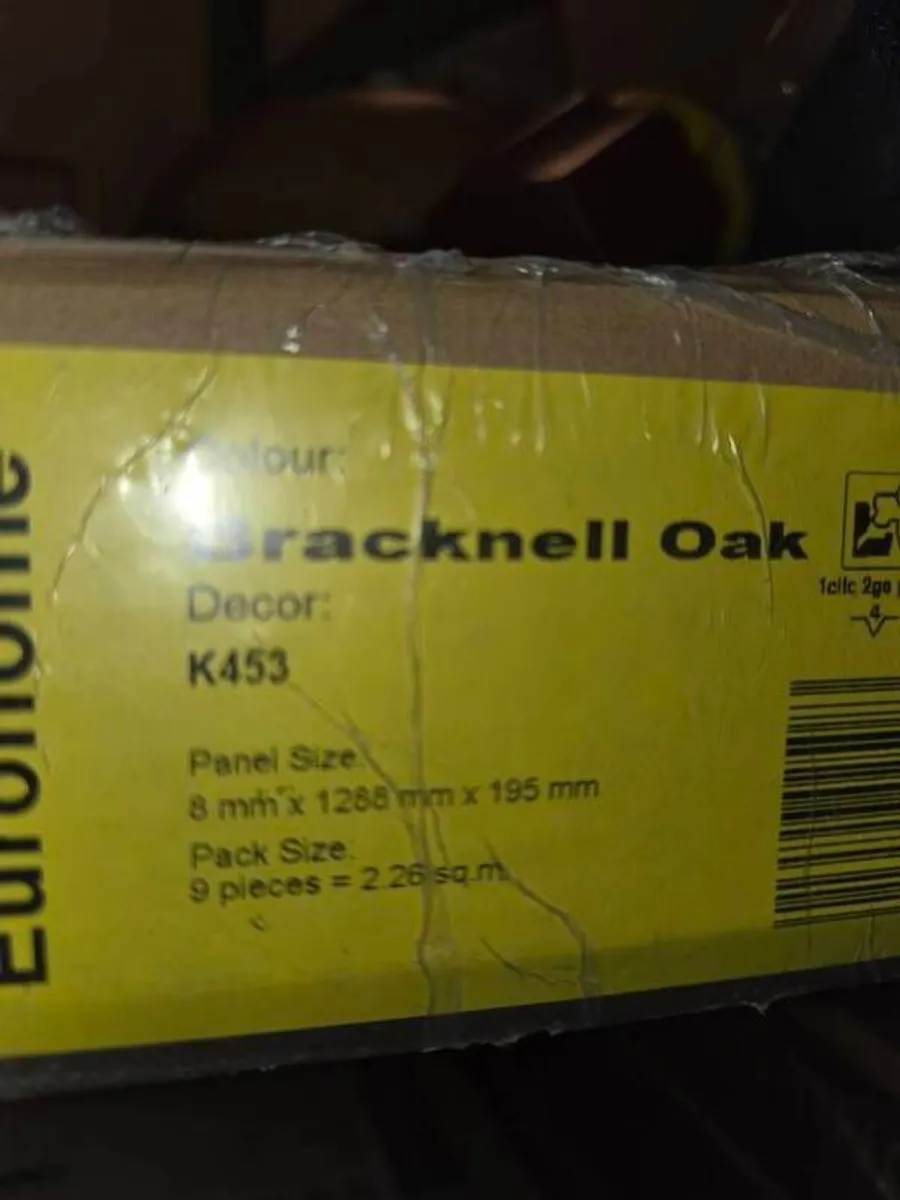 Eurohome
Colour:
Bracknell Oak
Decor:
K453
Panel Size:
8 mm x 1288 mm x 195 mm
Pack Size:
9 pieces = 2.26 sq.m.
1clic 2go
4